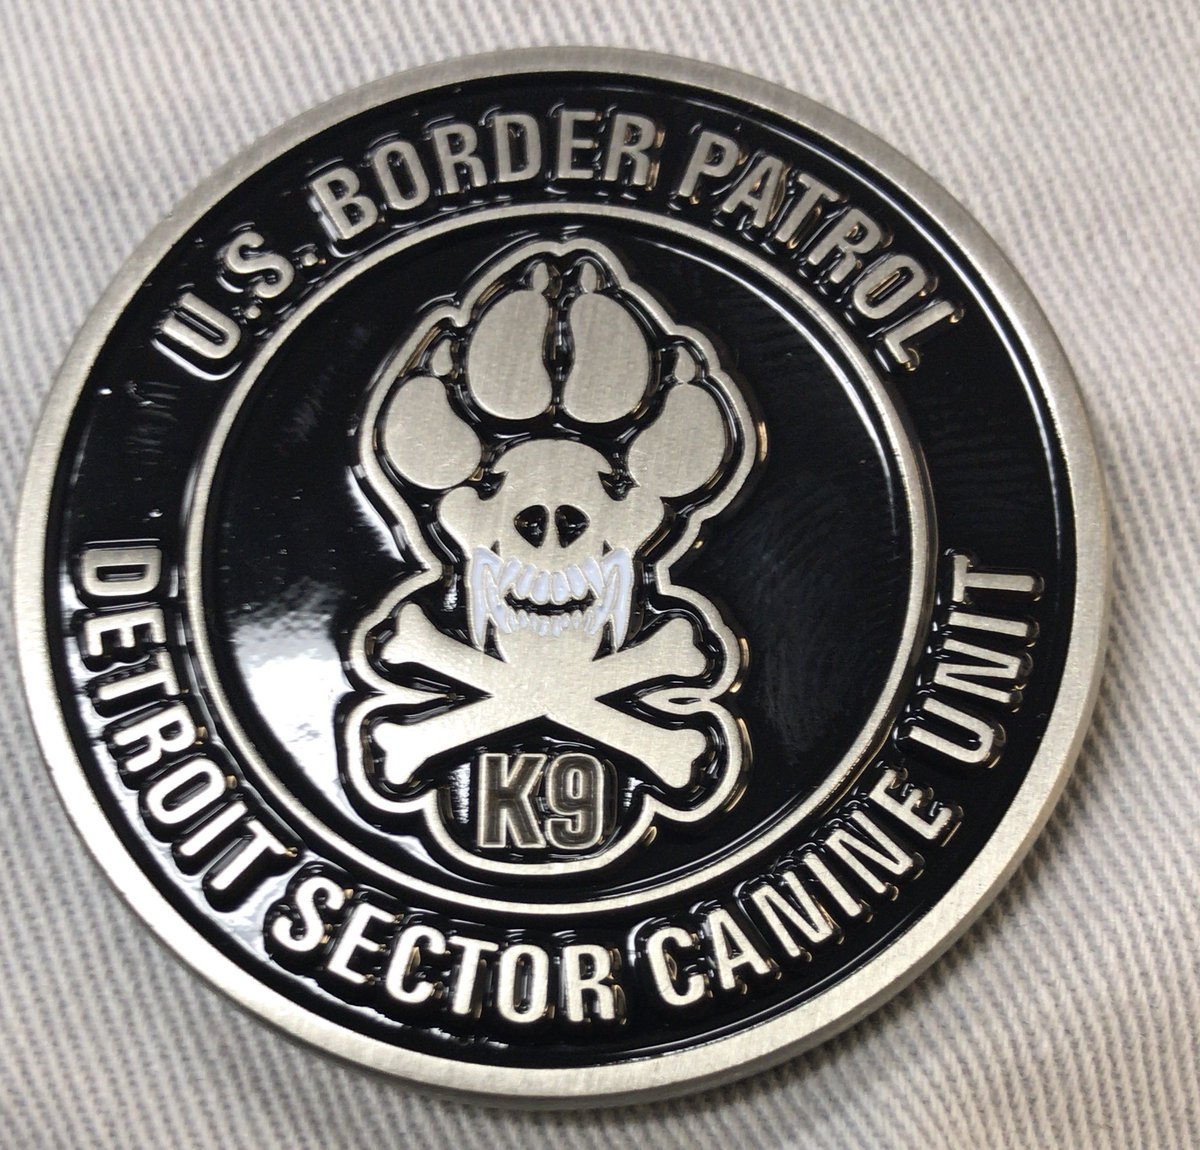 U.S. BORDER PATROL
K9
DETROIT SECTOR CANINE UNIT